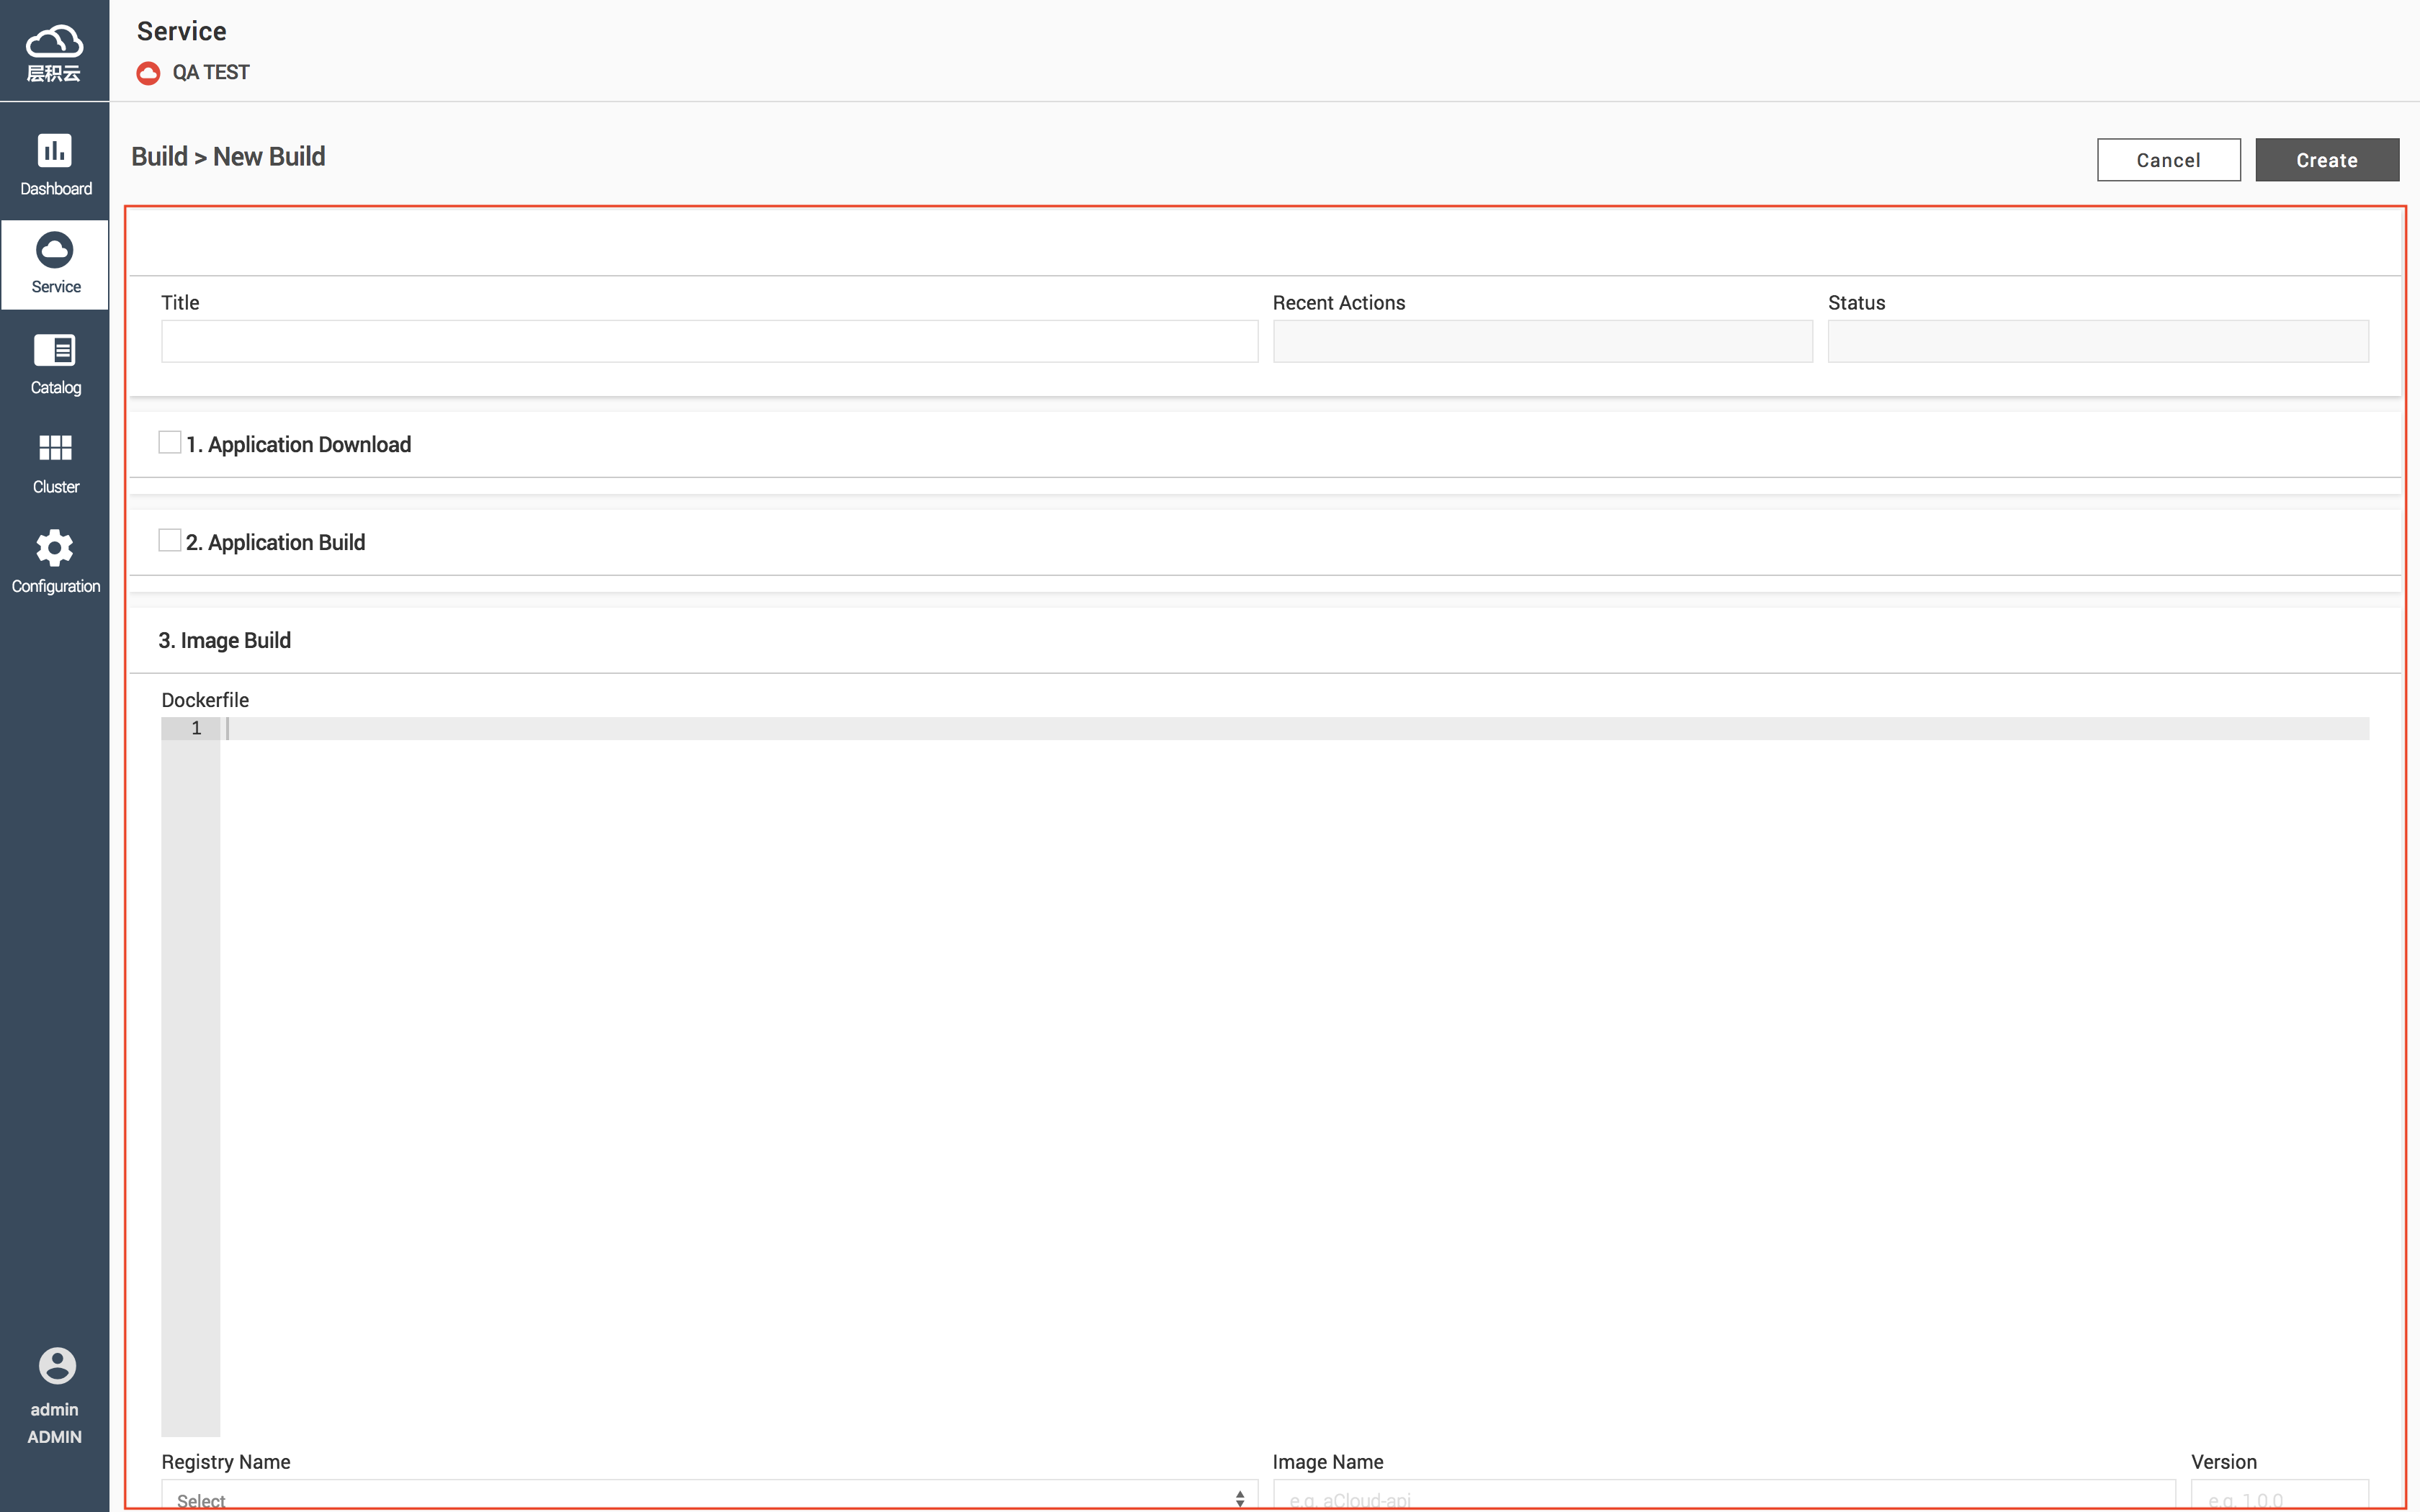 层积云
Service
QA TEST
Dashboard
Service
Catalog
Cluster
Configuration
admin
ADMIN
Build > New Build
Cancel
Create
Title
Recent Actions
Status
1. Application Download
2. Application Build
3. Image Build
Dockerfile
1
Registry Name
Image Name
Version
Select
e.g. aCloud-api
e.g. 1.0.0